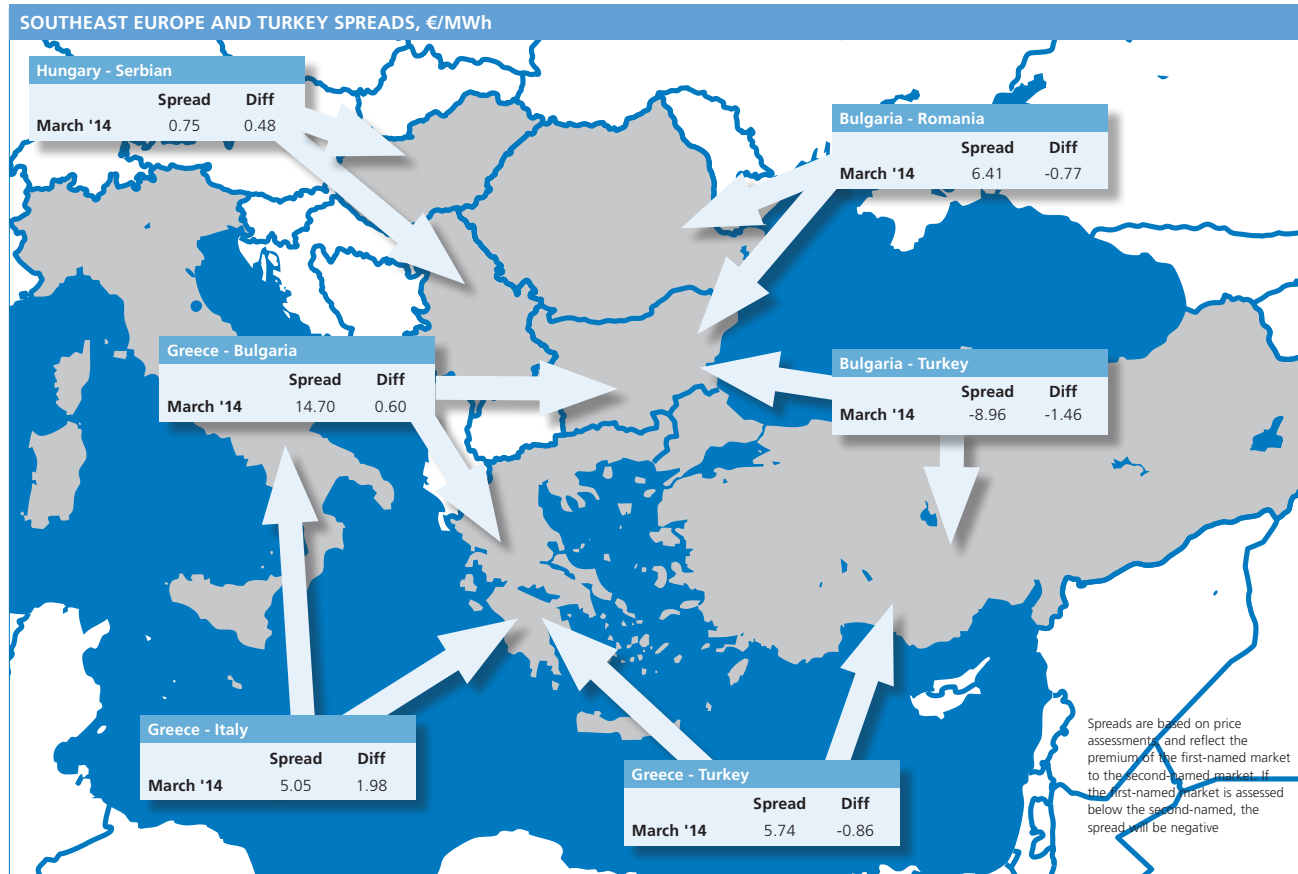 SOUTHEAST EUROPE AND TURKEY SPREADS, €/MWh
Hungary - Serbian
Spread Diff
March '14 0.75 0.48
Bulgaria - Romania
Spread Diff
March '14 6.41 -0.77
Greece - Bulgaria
Spread Diff
March '14 14.70 0.60
Bulgaria - Turkey
Spread Diff
March '14 -8.96 -1.46
Greece - Italy
Spread Diff
March '14 5.05 1.98
Greece - Turkey
Spread Diff
March '14 5.74 -0.86
Spreads are based on price
assessments, and reflect the
premium of the first-named market
to the second-named market. If
the first-named market is assessed
below the second-named, the
spread will be negative